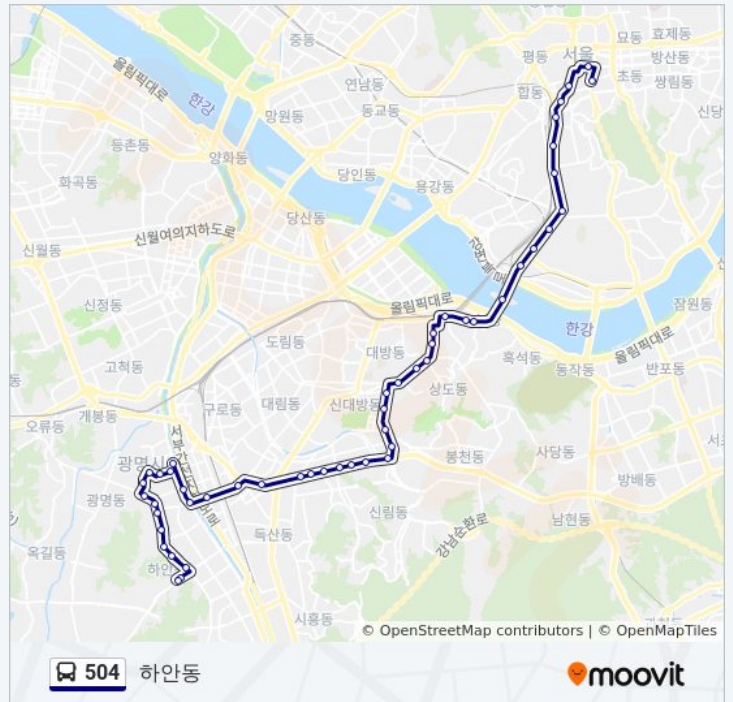 중동
평동
서울
묘동
효제동
방산동
초동
쌍림동
신당
올림픽대로
연남동
합동
한강
망원동
동교동
등촌동
양화동
화곡동
당인동
용강동
당산동
신월여의지하도로
신월동
올림픽대로
신정동
잠원동
한강
도림동
대방동
흑석동
동작동
올림픽대로
반포동
고척동
상도동
구로동
대림동
신대방동
개봉동
오류동
봉천동
사당동
방배동
광명시
광명동
신림동
남현동
강남순환로
독산동
옥길동
하안
시흥동
© OpenStreetMap contributors | © OpenMapTiles
504 하안동
moovit